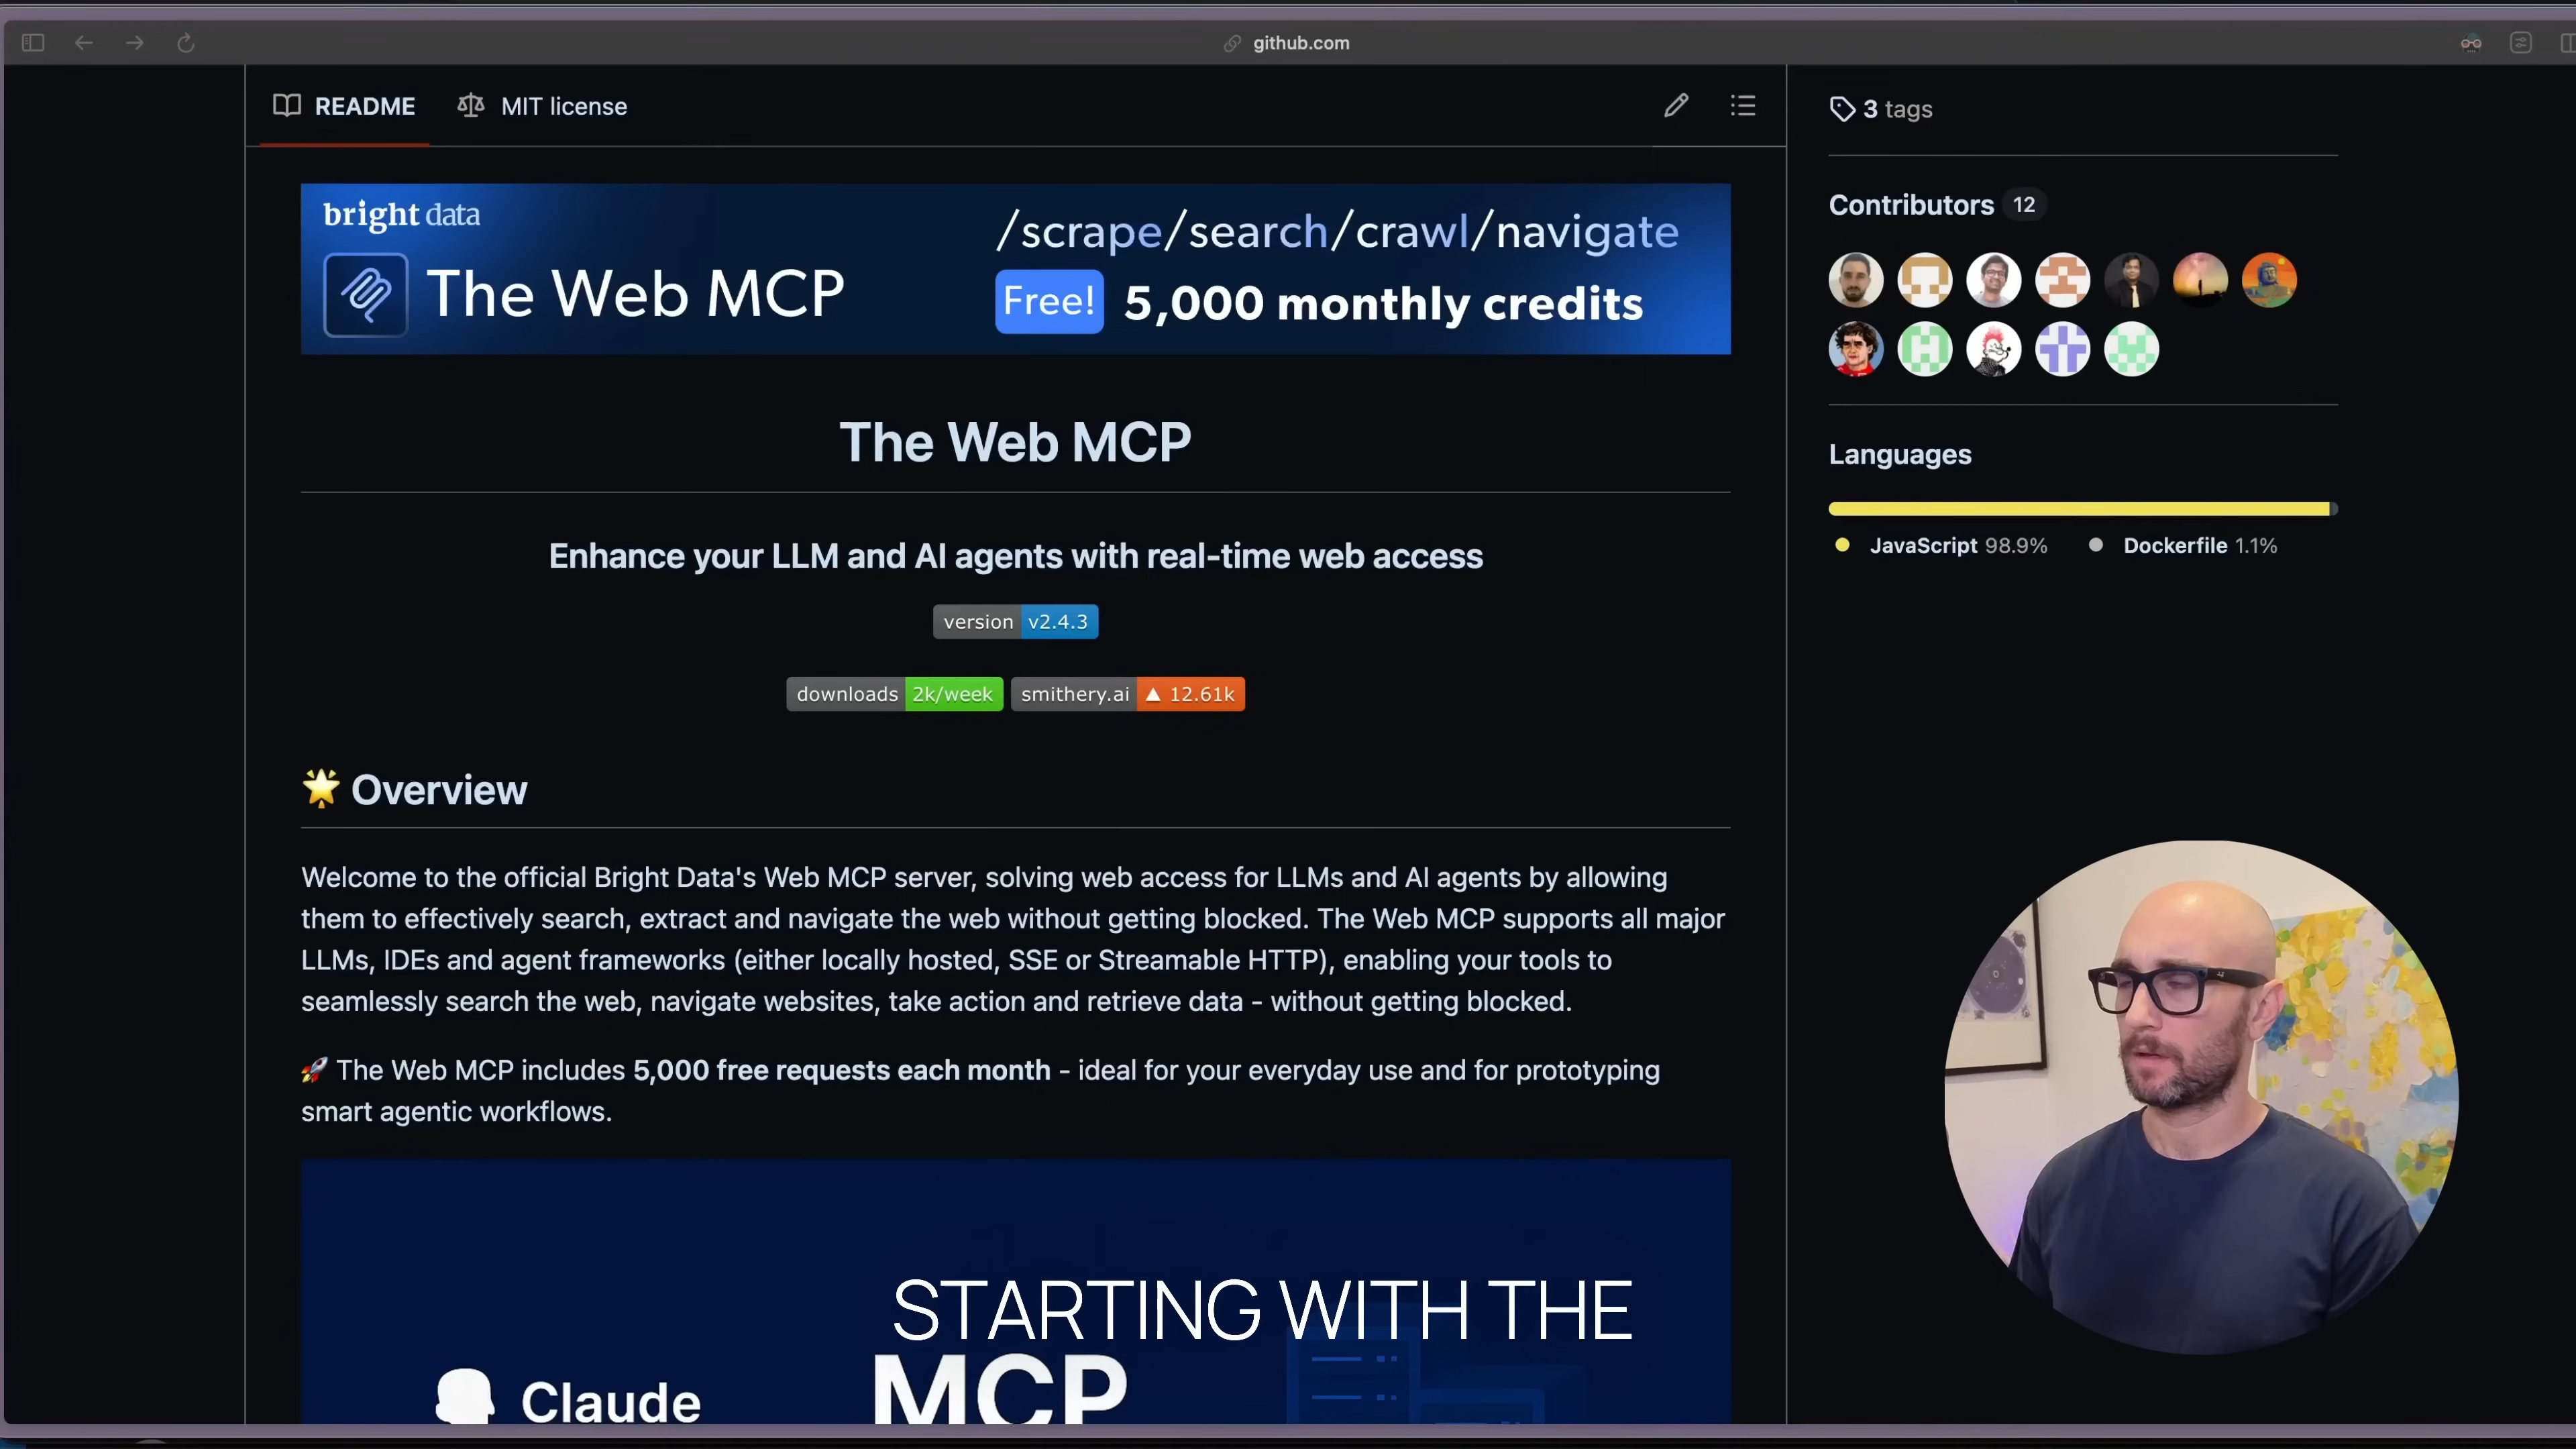 github.com
README
MIT license
3 tags
bright data
The Web MCP
/scrape/search/crawl/navigate
Free! 5,000 monthly credits
Contributors 12
The Web MCP
Languages
JavaScript 98.9%
Dockerfile 1.1%
Enhance your LLM and AI agents with real-time web access
version v2.4.3
downloads 2k/week
smithery.ai ▲ 12.61k
Overview
Welcome to the official Bright Data's Web MCP server, solving web access for LLMs and AI agents by allowing
them to effectively search, extract and navigate the web without getting blocked. The Web MCP supports all major
LLMs, IDEs and agent frameworks (either locally hosted, SSE or Streamable HTTP), enabling your tools to
seamlessly search the web, navigate websites, take action and retrieve data - without getting blocked.
🚀 The Web MCP includes 5,000 free requests each month - ideal for your everyday use and for prototyping
smart agentic workflows.
STARTING WITH THE
Claude
MCP